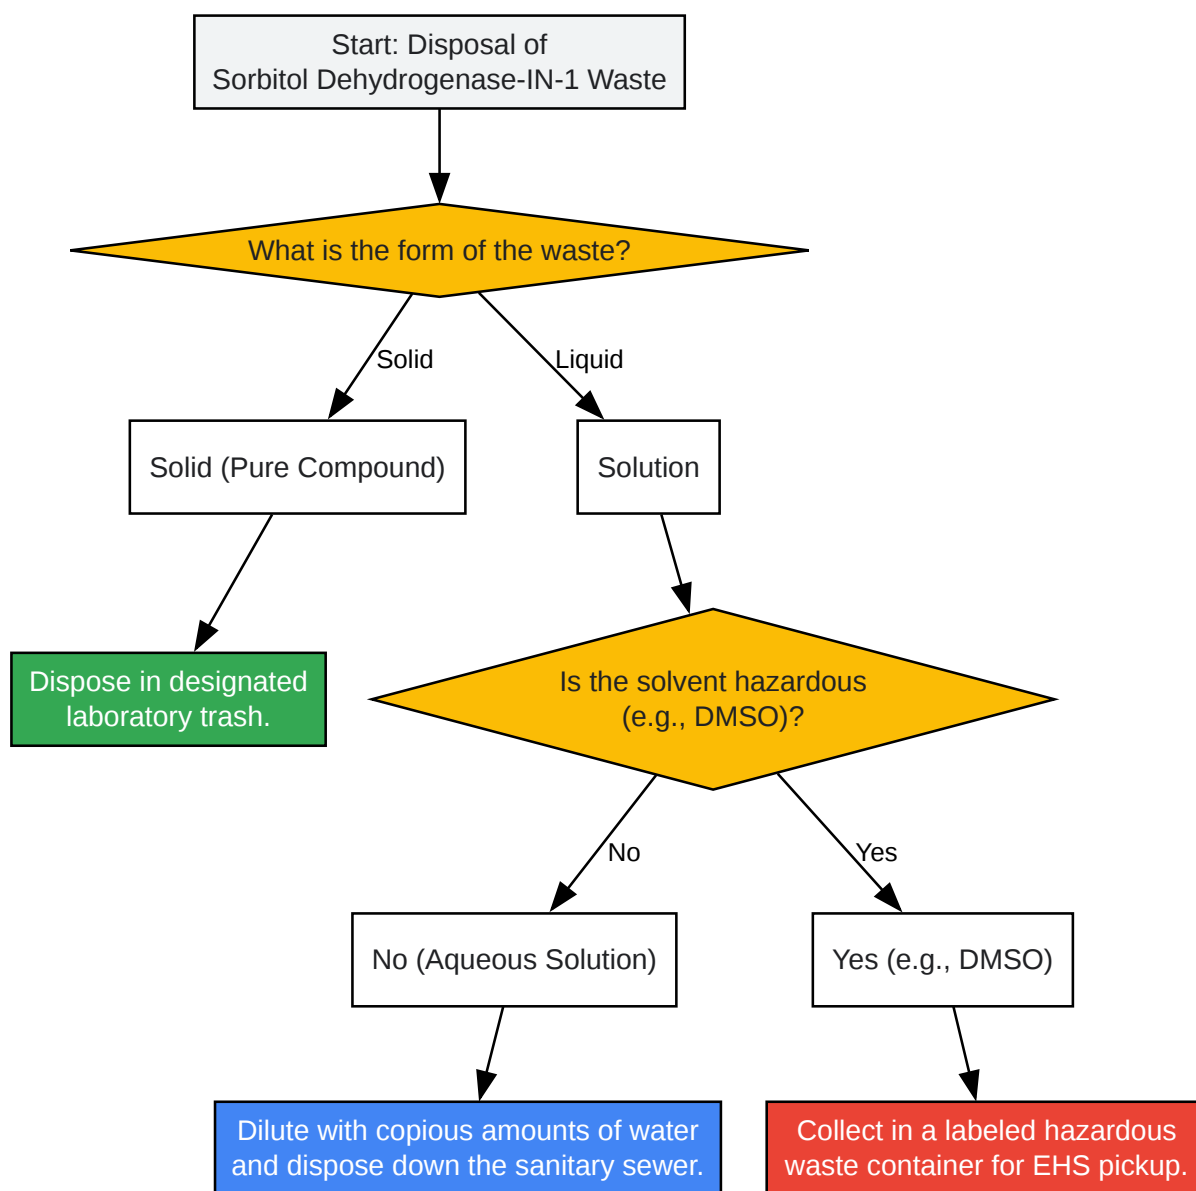 Start: Disposal of
Sorbitol Dehydrogenase-IN-1 Waste
What is the form of the waste?
Solid
Liquid
Solid (Pure Compound)
Solution
Dispose in designated
laboratory trash.
Is the solvent hazardous
(e.g., DMSO)?
No
Yes
No (Aqueous Solution)
Yes (e.g., DMSO)
Dilute with copious amounts of water
and dispose down the sanitary sewer.
Collect in a labeled hazardous
waste container for EHS pickup.